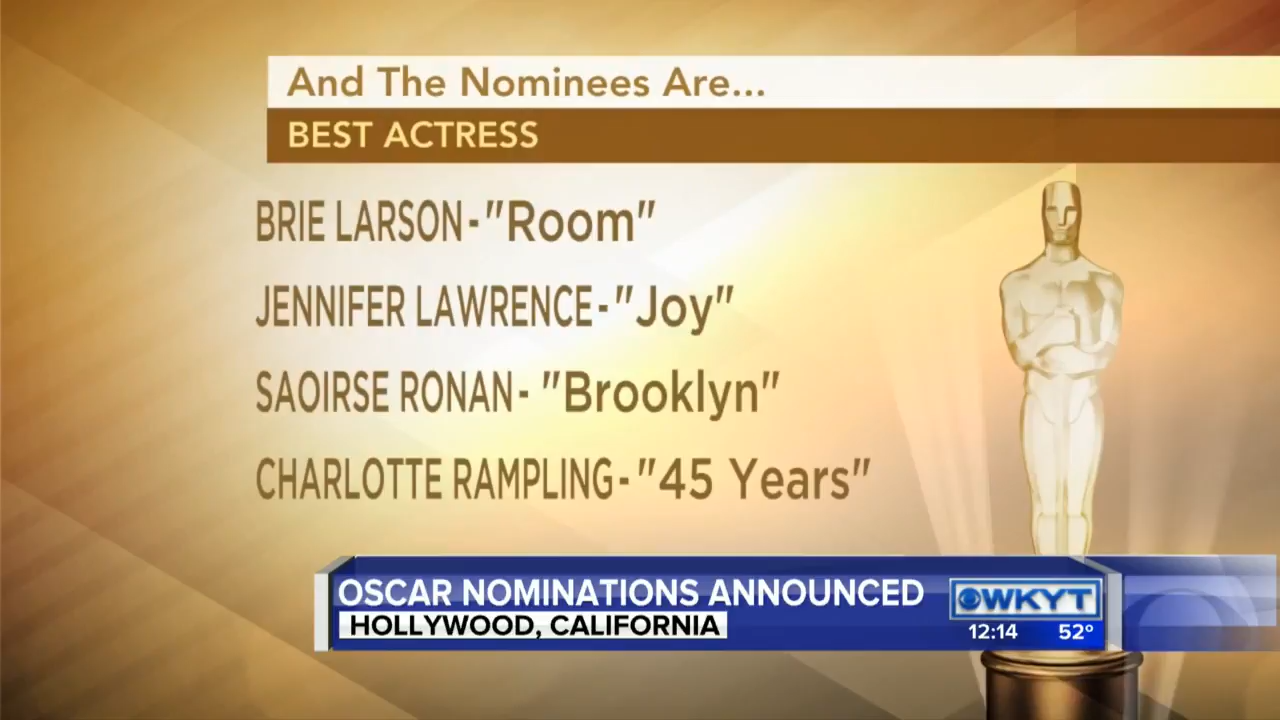 And The Nominees Are...
BEST ACTRESS
BRIE LARSON - "Room"
JENNIFER LAWRENCE - "Joy"
SAOIRSE RONAN - "Brooklyn"
CHARLOTTE RAMPLING - "45 Years"
OSCAR NOMINATIONS ANNOUNCED
HOLLYWOOD, CALIFORNIA
WKYT
12:14 52°